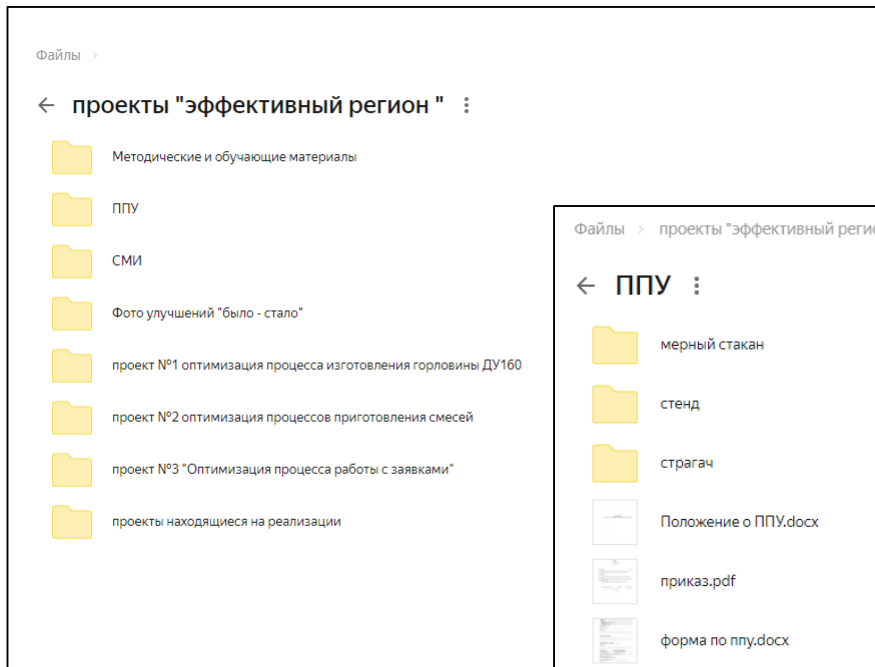 Файлы >
← проекты "эффективный регион " ⋮
Методические и обучающие материалы
ППУ
СМИ
Фото улучшений "было - стало"
проект №1 оптимизация процесса изготовления горловины ДУ160
проект №2 оптимизация процессов приготовления смесей
проект №3 "Оптимизация процесса работы с заявками"
проекты находящиеся на реализации
Файлы > проекты "эффективный реги
← ППУ ⋮
мерный стакан
стенд
страгач
Положение о ППУ.docx
приказ.pdf
форма по ппу.docx